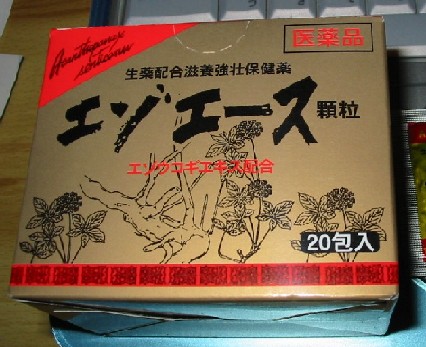 Acanthopanax
senticosus
医薬品
生薬配合滋養強壮保健薬
エゾエース顆粒
エゾウコギエキス配合
20包入